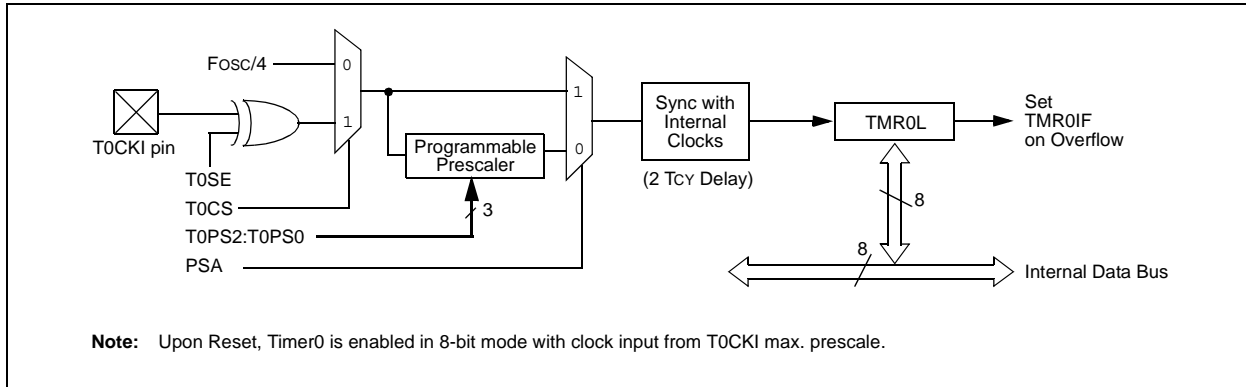 FOSC/4
0
1
T0CKI pin
T0SE
T0CS
T0PS2:T0PS0
PSA
Programmable
Prescaler
3
1
0
Sync with
Internal
Clocks
(2 TCY Delay)
TMR0L
Set
TMR0IF
on Overflow
8
8
Internal Data Bus
Note: Upon Reset, Timer0 is enabled in 8-bit mode with clock input from T0CKI max. prescale.